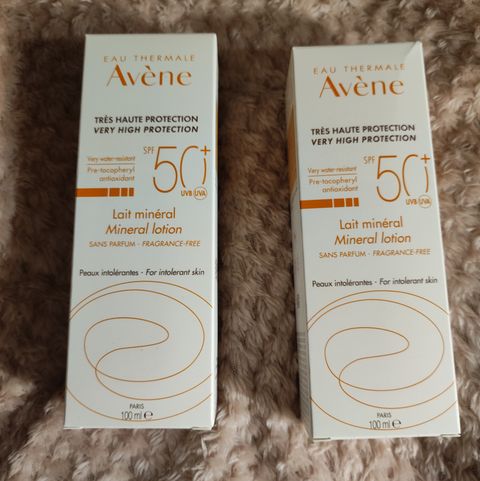 EAU THERMALE
Avène
TRÈS HAUTE PROTECTION
VERY HIGH PROTECTION
Very water-resistant
Pre-tocopheryl
antioxidant
SPF 50+
UVB UVA
Lait minéral
Mineral lotion
SANS PARFUM - FRAGRANCE-FREE
Peaux intolérantes - For intolerant skin
PARIS
100 ml e
EAU THERMALE
Avène
TRÈS HAUTE PROTECTION
VERY HIGH PROTECTION
Very water-resistant
Pre-tocopheryl
antioxidant
SPF 50+
UVB UVA
Lait minéral
Mineral lotion
SANS PARFUM - FRAGRANCE-FREE
Peaux intolérantes - For intolerant skin
PARIS
100 ml e